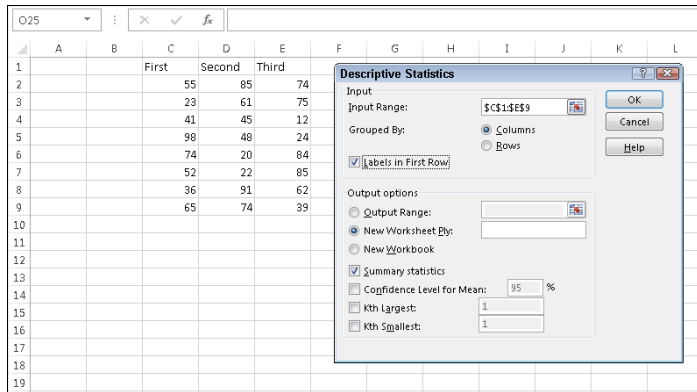 O25 fx
A B C D E F G H I J K L
1 First Second Third
2 55 85 74
3 23 61 75
4 41 45 12
5 98 48 24
6 74 20 84
7 52 22 85
8 36 91 62
9 65 74 39
10
11
12
13
14
15
16
17
18
19
Descriptive Statistics
Input
Input Range: $C$1:$E$9
Grouped By: Columns
Rows
Labels in First Row
OK
Cancel
Help
Output options
Output Range:
New Worksheet Ply:
New Workbook
Summary statistics
Confidence Level for Mean: 95 %
Kth Largest: 1
Kth Smallest: 1